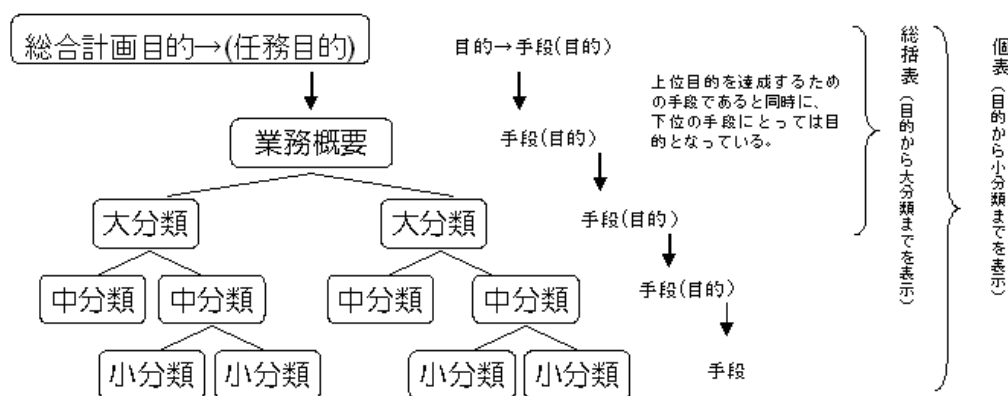 総合計画目的→(任務目的)
目的→手段(目的)
上位目的を達成するため
の手段であると同時に、
下位の手段にとっては目
的となっている。
業務概要
手段(目的)
大分類
大分類
手段(目的)
中分類
中分類
中分類
中分類
手段(目的)
小分類
小分類
小分類
小分類
手段
総括表(目的から大分類までを表示)
個表(目的から小分類までを表示)